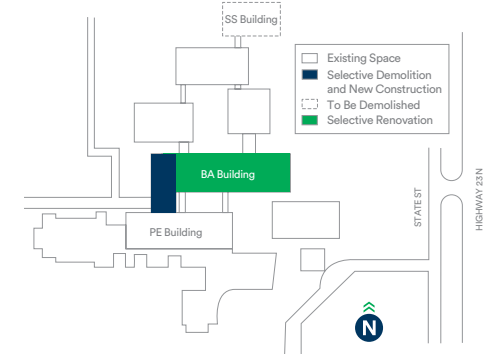 SS Building
Existing Space
Selective Demolition
and New Construction
To Be Demolished
Selective Renovation
BA Building
PE Building
STATE ST
HIGHWAY 23 N
N